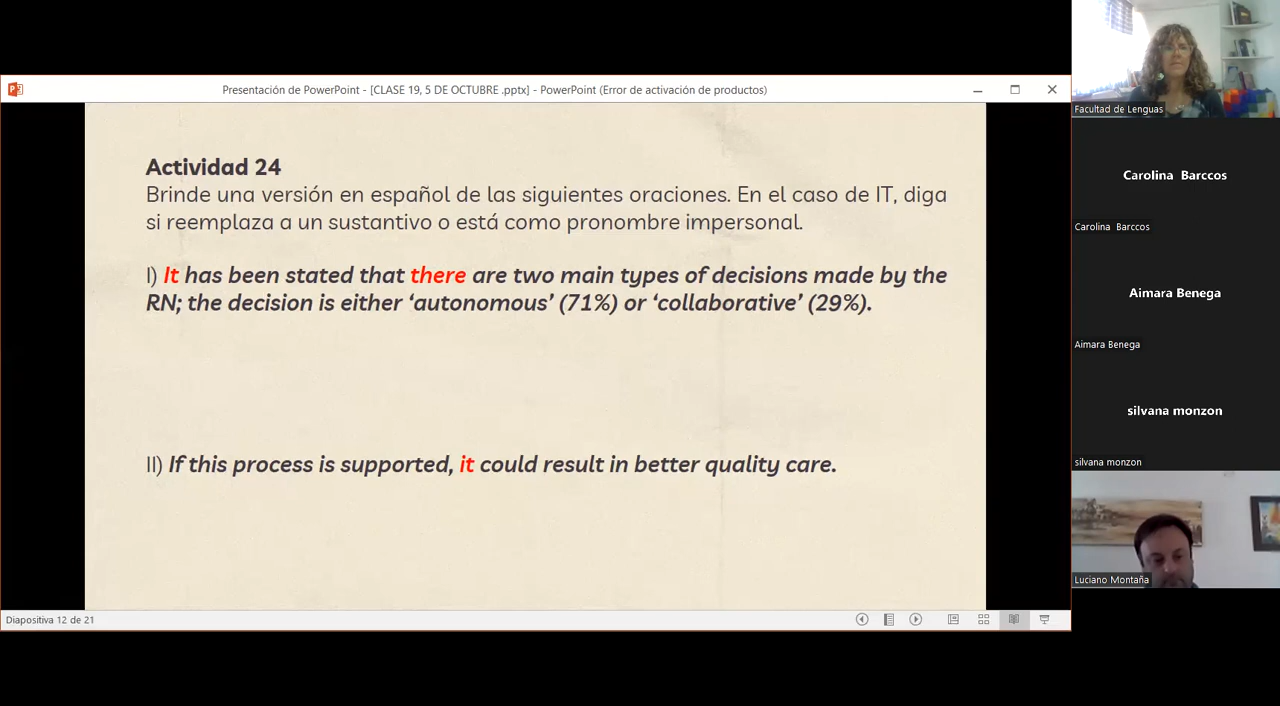 Presentación de PowerPoint - [CLASE 19, 5 DE OCTUBRE .pptx] - PowerPoint (Error de activación de productos)
Actividad 24
Brinde una versión en español de las siguientes oraciones. En el caso de IT, diga
si reemplaza a un sustantivo o está como pronombre impersonal.
I) It has been stated that there are two main types of decisions made by the
RN; the decision is either ‘autonomous’ (71%) or ‘collaborative’ (29%).
II) If this process is supported, it could result in better quality care.
Diapositiva 12 de 21
Facultad de Lenguas
Carolina Barccos
Carolina Barccos
Aimara Benega
Aimara Benega
silvana monzon
silvana monzon
Luciano Montaña